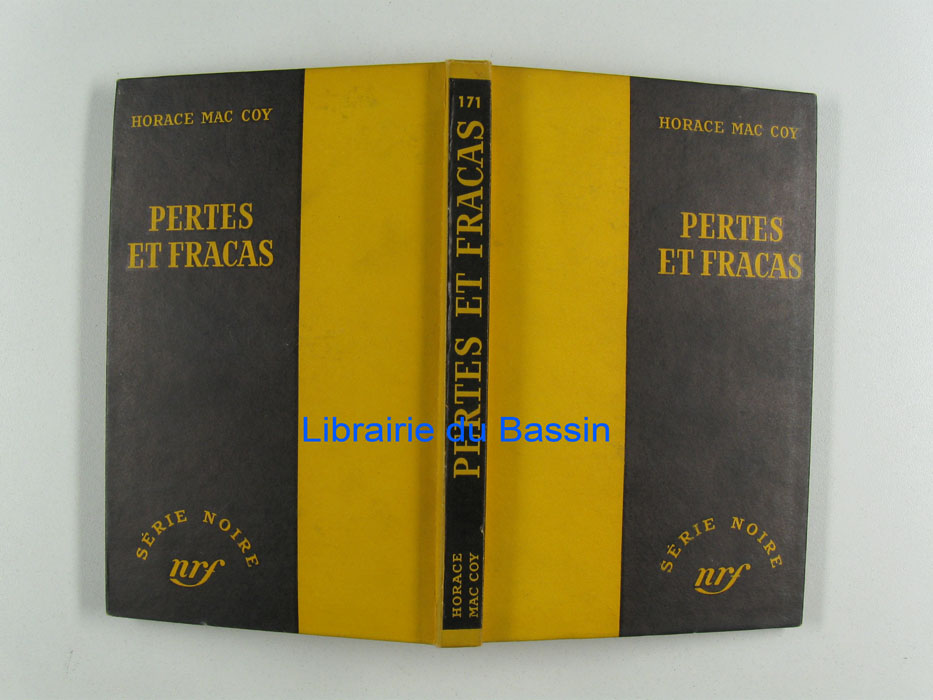 HORACE MAC COY
PERTES
ET FRACAS
SÉRIE NOIRE
nrf
171
PERTES ET FRACAS
HORACE
MAC COY
HORACE MAC COY
PERTES
ET FRACAS
SÉRIE NOIRE
nrf
Librairie du Bassin